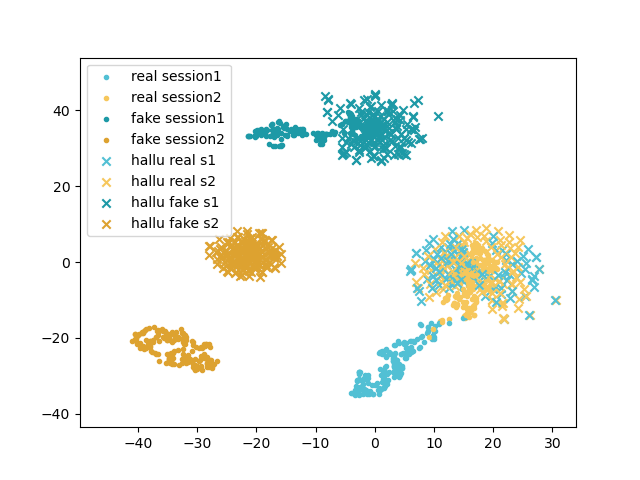 real session1
real session2
fake session1
fake session2
hallu real s1
hallu real s2
hallu fake s1
hallu fake s2
40
20
0
−20
−40
−40
−30
−20
−10
0
10
20
30